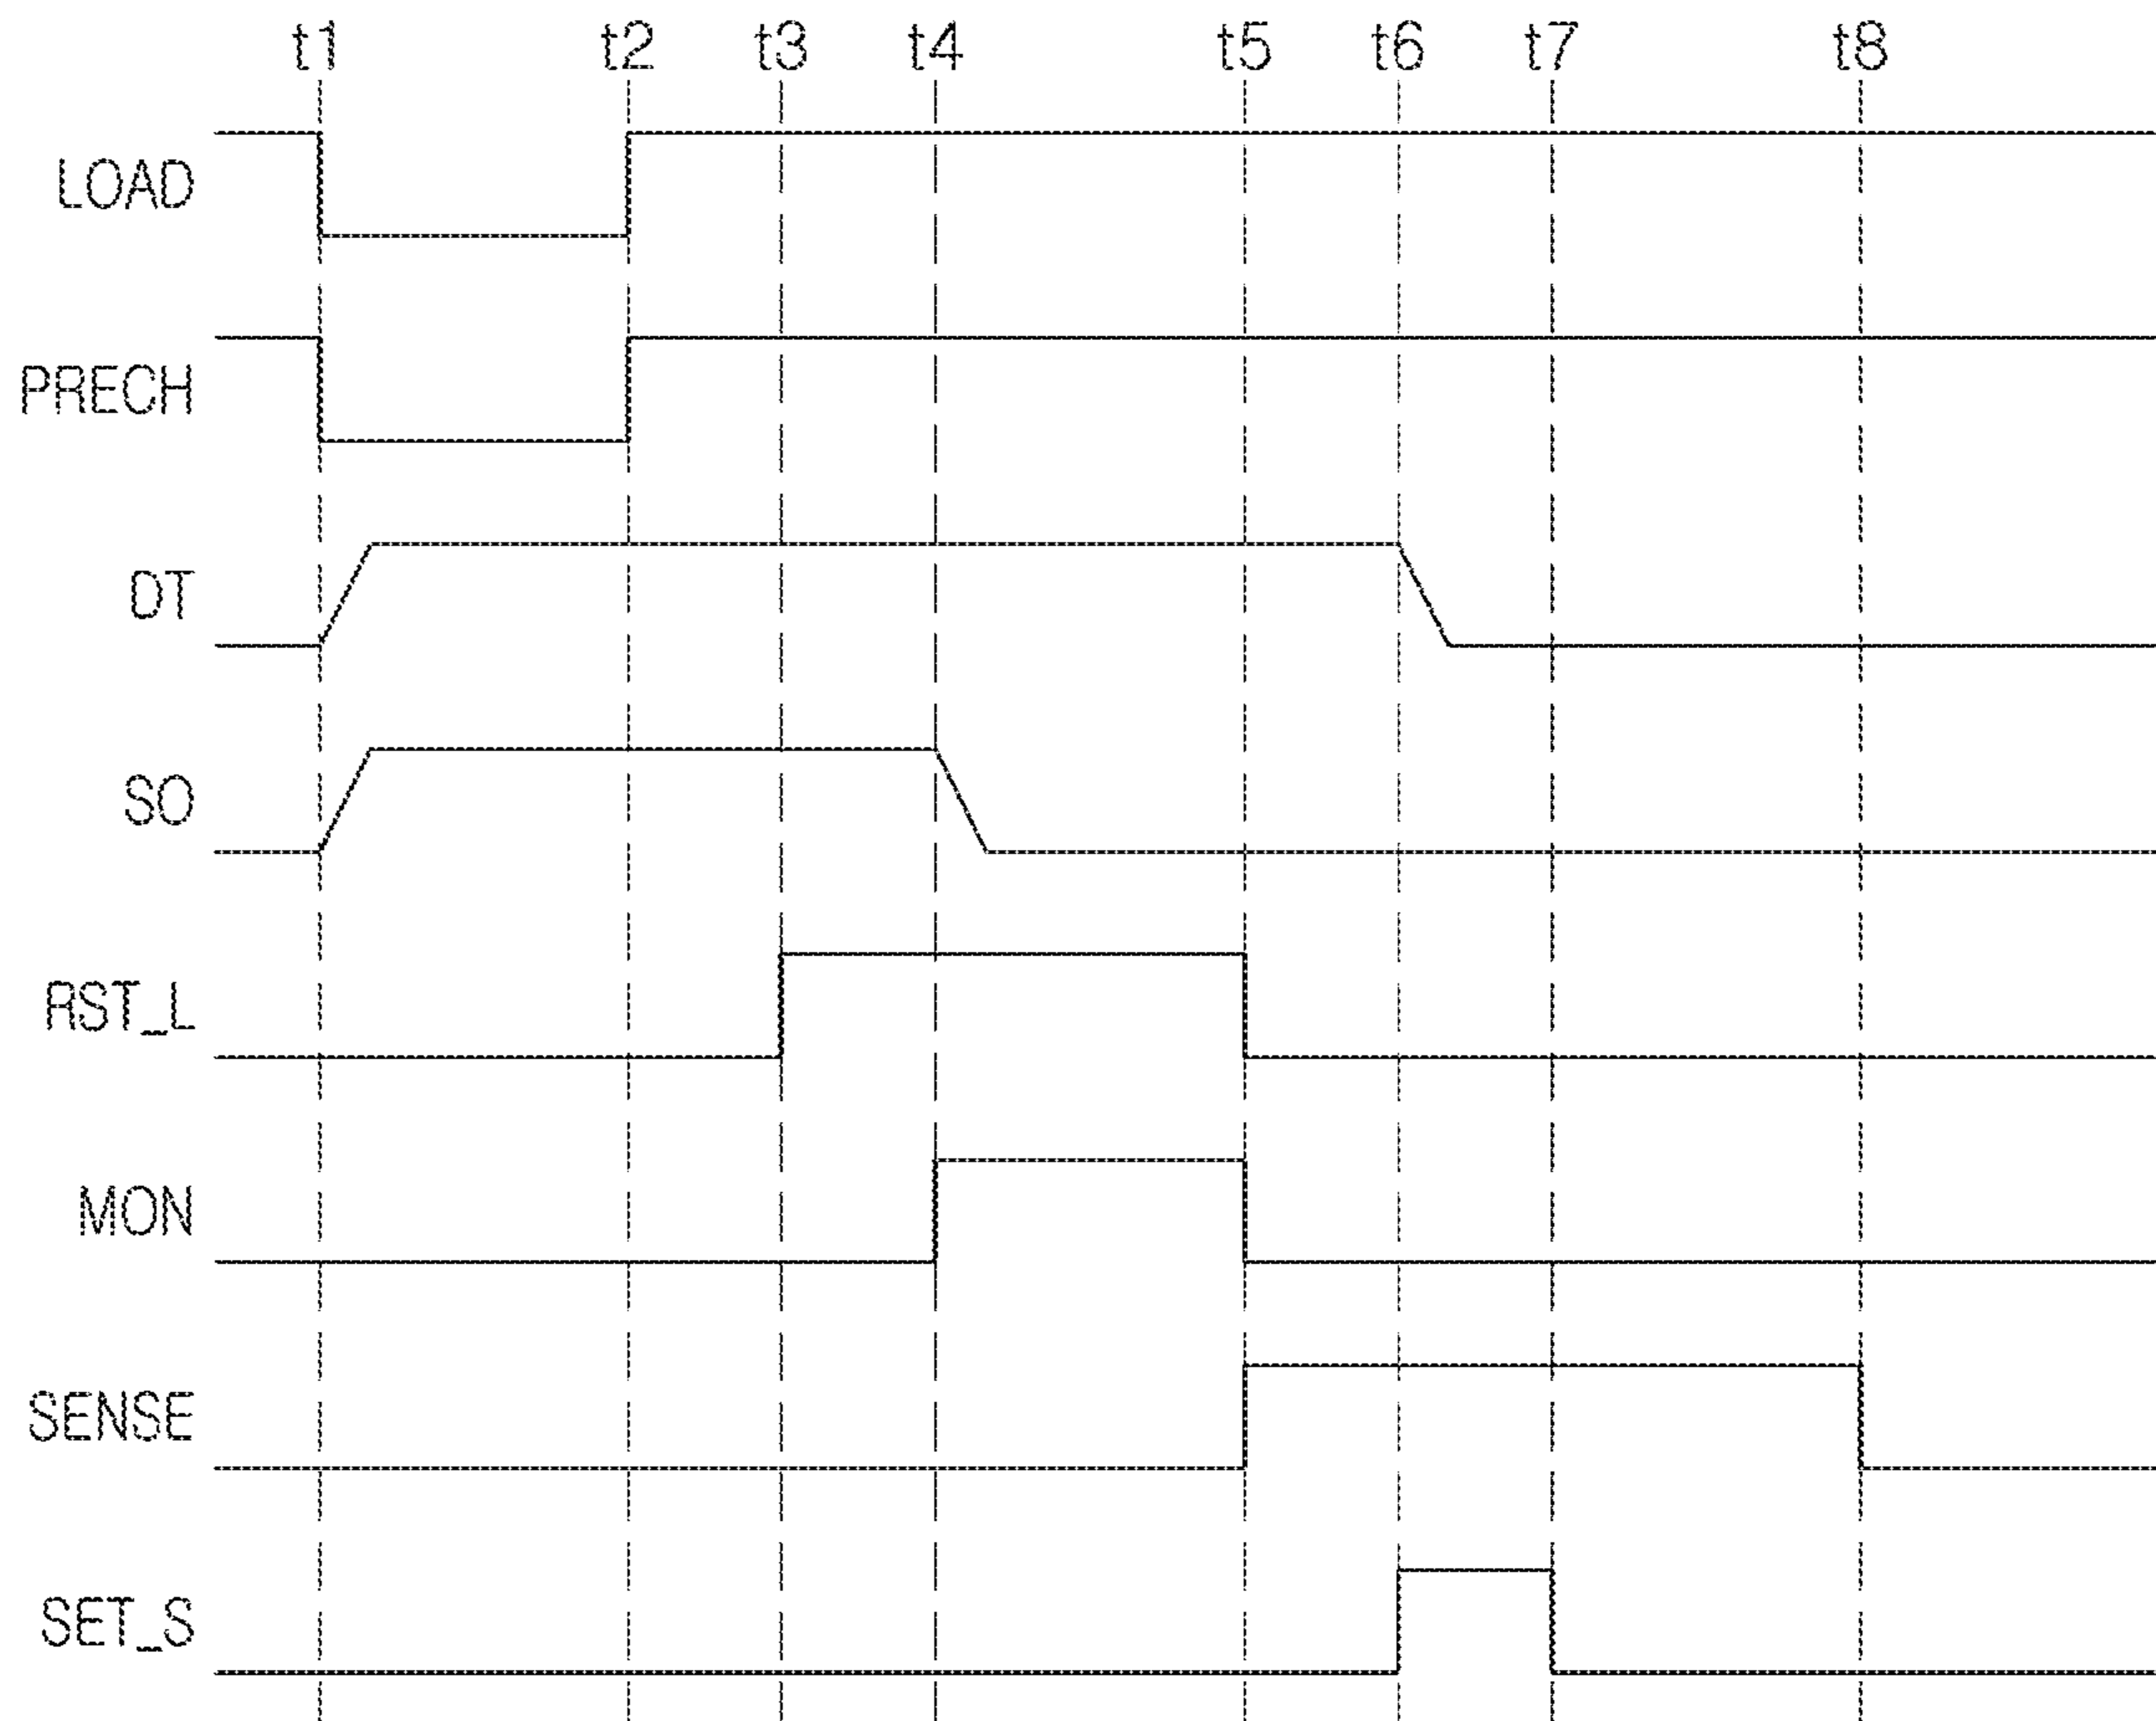 t1 t2 t3 t4 t5 t6 t7 t8
LOAD
PRECH
DT
SO
RST_L
MON
SENSE
SET_S